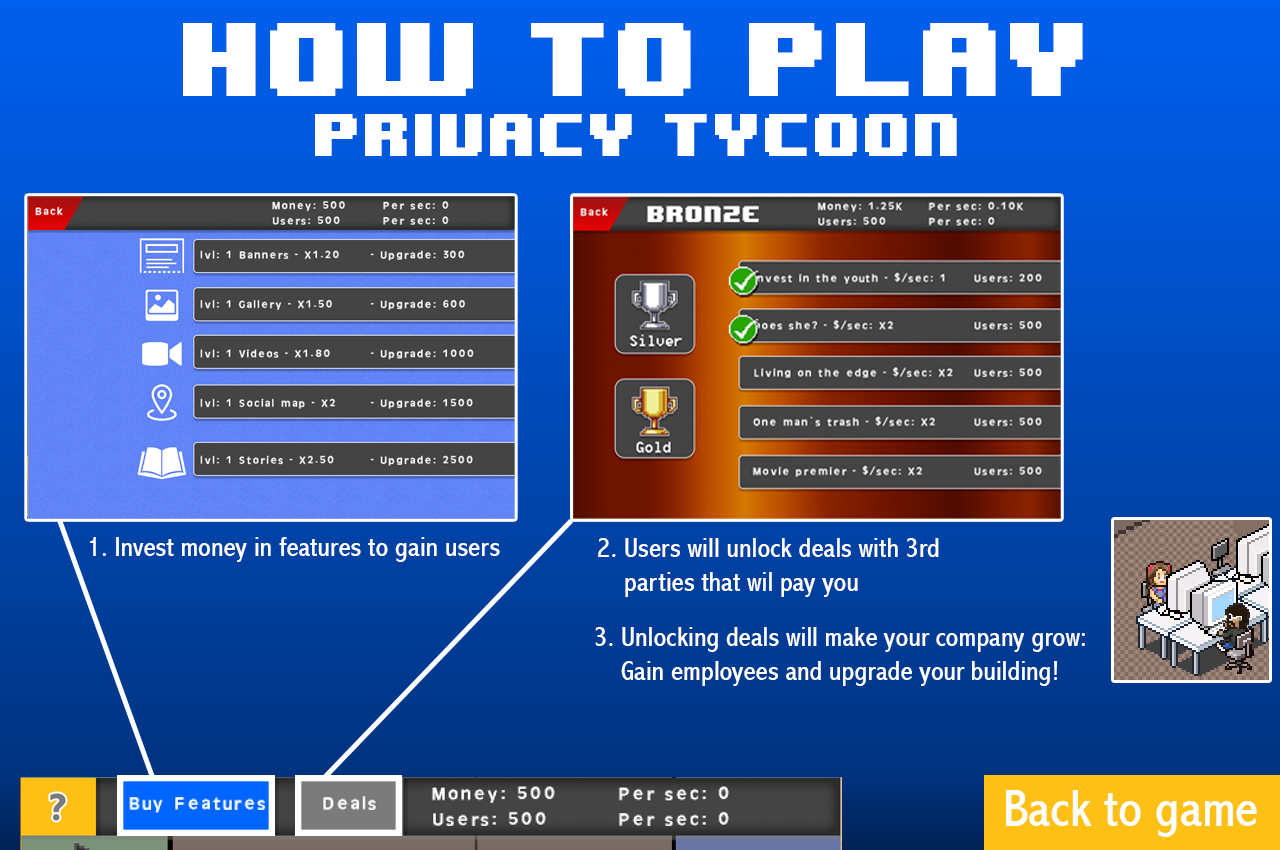 HOW TO PLAY
PRIVACY TYCOON
Back
Money: 500 Per sec: 0
Users: 500 Per sec: 0
lvl: 1 Banners - X1.20 - Upgrade: 300
lvl: 1 Gallery - X1.50 - Upgrade: 600
lvl: 1 Videos - X1.80 - Upgrade: 1000
lvl: 1 Social map - X2 - Upgrade: 1500
lvl: 1 Stories - X2.50 - Upgrade: 2500
Back
BRONZE
Money: 1.25K Per sec: 0.10K
Users: 500 Per sec: 0
Silver
Gold
nvest in the youth - $/sec: 1 Users: 200
oes she? - $/sec: X2 Users: 500
Living on the edge - $/sec: X2 Users: 500
One man`s trash - $/sec: X2 Users: 500
Movie premier - $/sec: X2 Users: 500
1. Invest money in features to gain users
2. Users will unlock deals with 3rd
parties that wil pay you
3. Unlocking deals will make your company grow:
Gain employees and upgrade your building!
?
Buy Features
Deals
Money: 500 Per sec: 0
Users: 500 Per sec: 0
Back to game